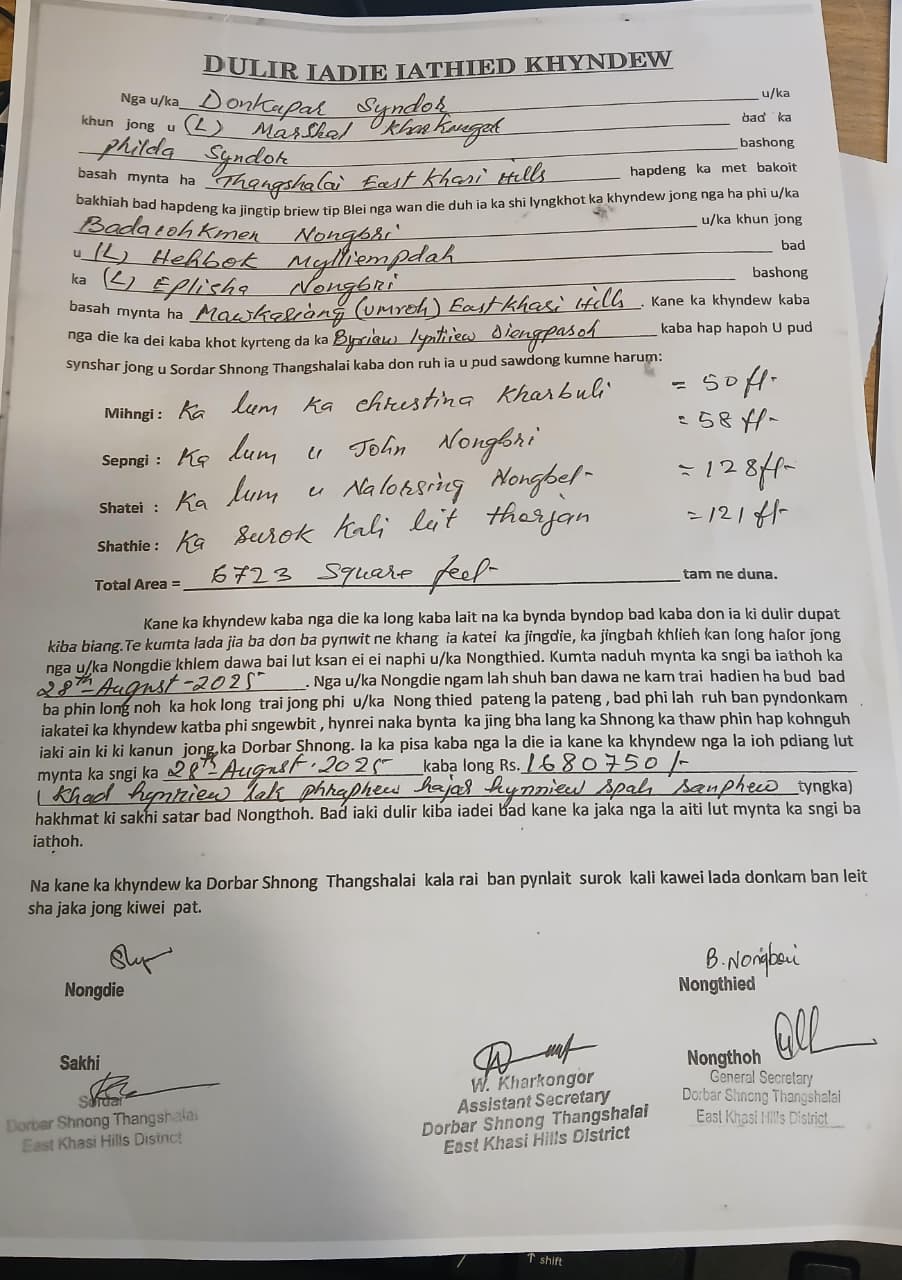 DULIR IADIE IATHIED KHYNDEW
Nga u/ka Donkupar Syndor u/ka
khun jong u (L) Marshal bad ka
Philda Syndor bashong
basah mynta ha Thangshalai East Khasi Hills hapdeng ka met bakoit
bakhiah bad hapdeng ka jingtip briew tip Blei nga wan die duh ia ka shi lyngkhot ka khyndew jong nga ha phi u/ka
Badacohkmen Nongbri u/ka khun jong
u (L) Hehbok Mylliempdah bad
ka (L) Eplisha Nongbri bashong
basah mynta ha Mawkasiang (Umroh) East Khasi Hills. Kane ka khyndew kaba
nga die ka dei kaba khot kyrteng da ka Diengpasoh kaba hap hapoh U pud
synshar jong u Sordar Shnong Thangshalai kaba don ruh ia u pud sawdong kumne harum:
Mihngi : Ka lum ka Christina Kharbuli = 50 ft-
Sepngi : Ka lum u John Nongbri = 58 ft-
Shatei : Ka lum u Naloksing Nongbet- = 128 ft-
Shathie : Ka Surok Kali leit thorjan = 121 ft-
Total Area = 6723 Square feet- tam ne duna.
Kane ka khyndew kaba nga die ka long kaba lait na ka bynda byndop bad kaba don ia ki dulir dupat
kiba biang.Te kumta lada jia ba don ba pynwit ne khang ia katei ka jingdie, ka jingbah khlieh kan long halor jong
nga u/ka Nongdie khlem dawa bai lut ksan ei ei naphi u/ka Nongthied. Kumta naduh mynta ka sngi ba iathoh ka
28th-August-2025. Nga u/ka Nongdie ngam lah shuh ban dawa ne kam trai hadien ha bud bad
ba phin long noh ka hok long trai jong phi u/ka Nong thied pateng la pateng , bad phi lah ruh ban pyndonkam
iakatei ka khyndew katba phi sngewbit , hynrei naka bynta ka jing bha lang ka Shnong ka thaw phin hap kohnguh
iaki ain ki ki kanun jong ka Dorbar Shnong. Ia ka pisa kaba nga la die ia kane ka khyndew nga la ioh pdiang lut
mynta ka sngi ka 28th-August.2025 kaba long Rs. 1680750/-
( Khad hynriew lak phraphew hajar hynniew spah sanphew tyngka)
hakhmat ki sakhi satar bad Nongthoh. Bad iaki dulir kiba iadei bad kane ka jaka nga la aiti lut mynta ka sngi ba
iathoh.
Na kane ka khyndew ka Dorbar Shnong Thangshalai kala rai ban pynlait surok kali kawei lada donkam ban leit
sha jaka jong kiwei pat.
Nongdie
B. Nongbri
Nongthied
Sakhi
Sordar
Dorbar Shnong Thangshalai
East Khasi Hills District
W. Kharkongor
Assistant Secretary
Dorbar Shnong Thangshalai
East Khasi Hills District
Nongthoh
General Secretary
Dorbar Shnong Thangshalai
East Khasi Hills District
↑ shift